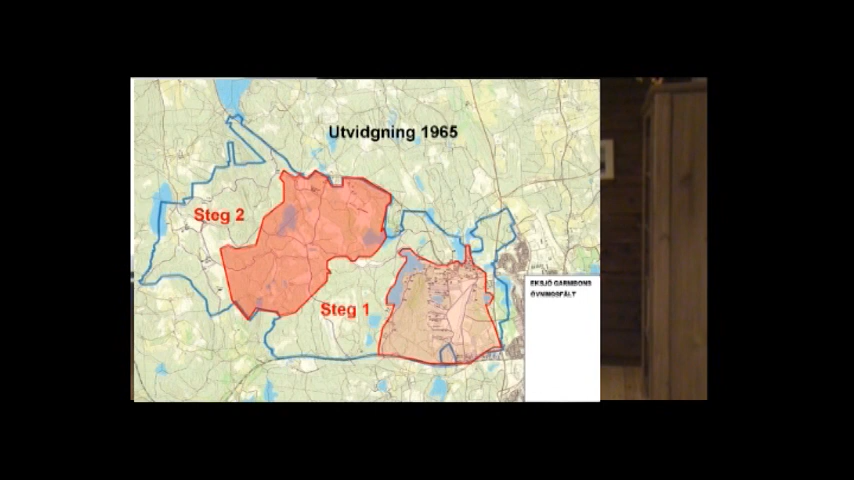 Utvidgning 1965
Steg 2
Steg 1
EKSJÖ GARNISONS
ÖVNINGSFÄLT